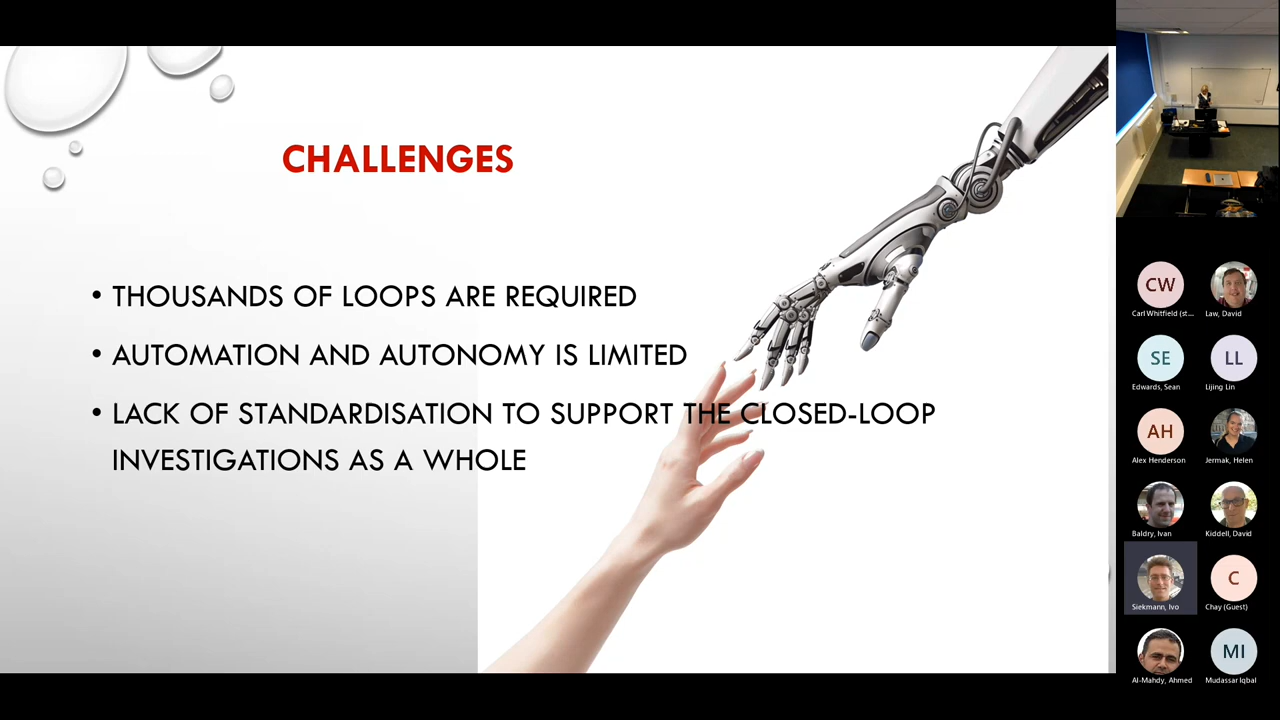 CHALLENGES
• THOUSANDS OF LOOPS ARE REQUIRED
• AUTOMATION AND AUTONOMY IS LIMITED
• LACK OF STANDARDISATION TO SUPPORT THE CLOSED-LOOP
INVESTIGATIONS AS A WHOLE
CW
Carl Whitfield (st...
Law, David
SE
Edwards, Sean
LL
Lijing Lin
AH
Alex Henderson
Jermak, Helen
Baldry, Ivan
Kiddell, David
Siekmann, Ivo
C
Chay (Guest)
Al-Mahdy, Ahmed
MI
Mudassar Iqbal